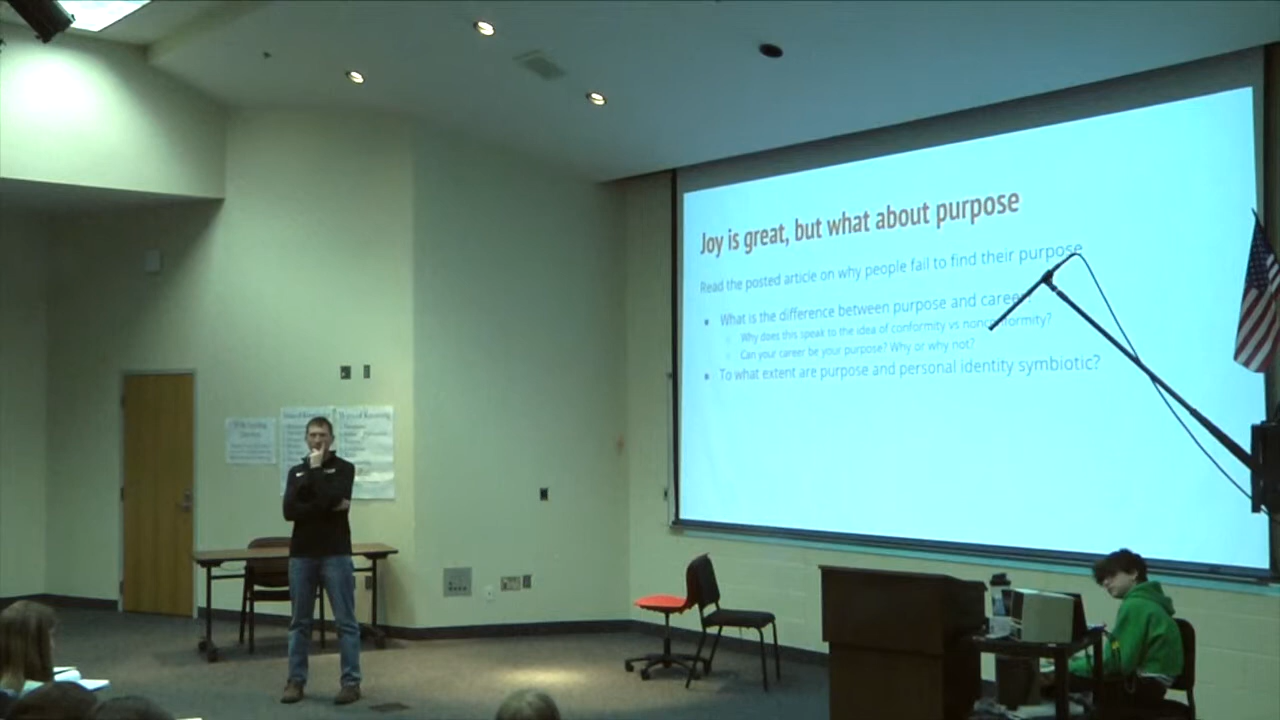 Joy is great, but what about purpose
Read the posted article on why people fail to find their purpose
What is the difference between purpose and career?
Why does this speak to the idea of conformity vs nonconformity?
Can your career be your purpose? Why or why not?
To what extent are purpose and personal identity symbiotic?